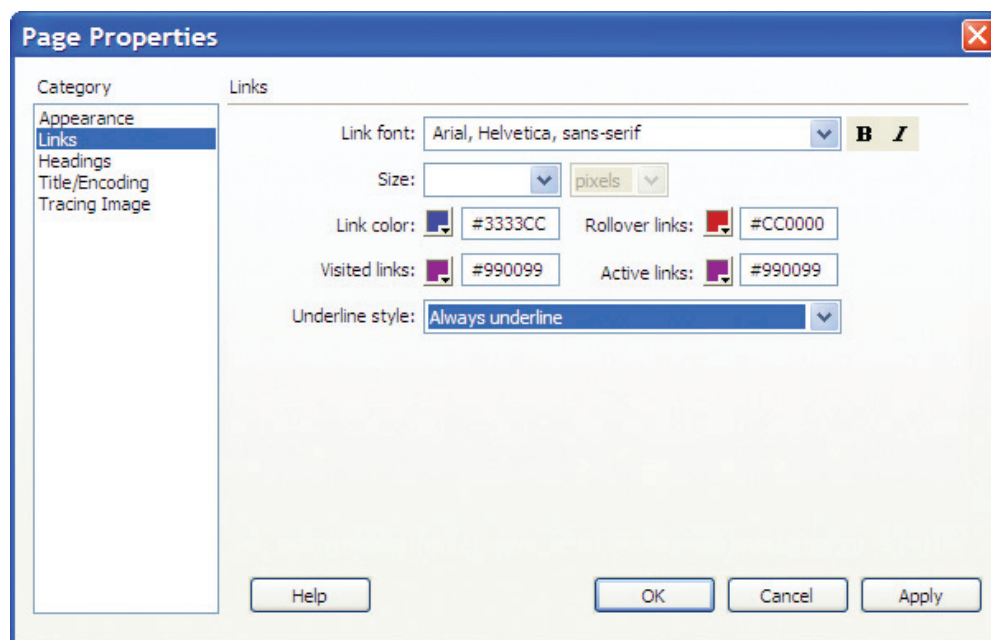 Page Properties
Category
Links
Appearance
Links
Headings
Title/Encoding
Tracing Image
Link font: Arial, Helvetica, sans-serif B I
Size: pixels
Link color: #3333CC Rollover links: #CC0000
Visited links: #990099 Active links: #990099
Underline style: Always underline
Help OK Cancel Apply